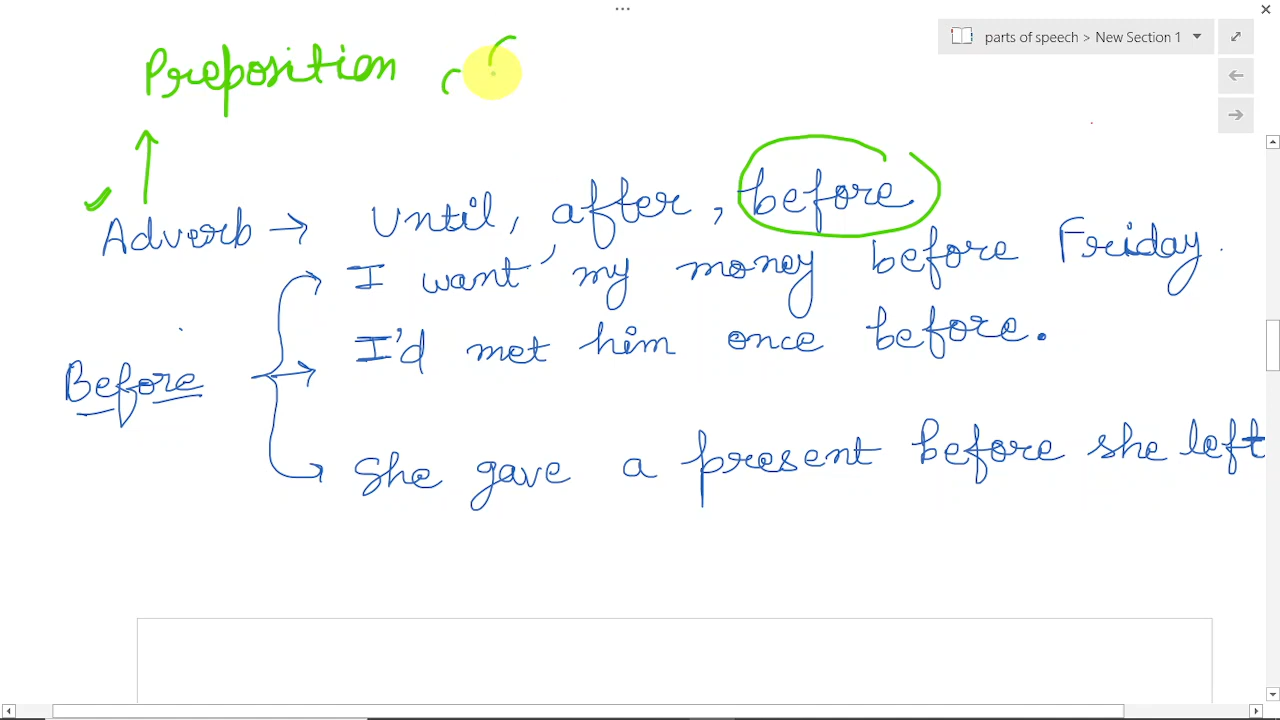 parts of speech > New Section 1
Preposition
Adverb → Until, after, before
I want my money before Friday.
I'd met him once before.
Before
She gave a present before she left